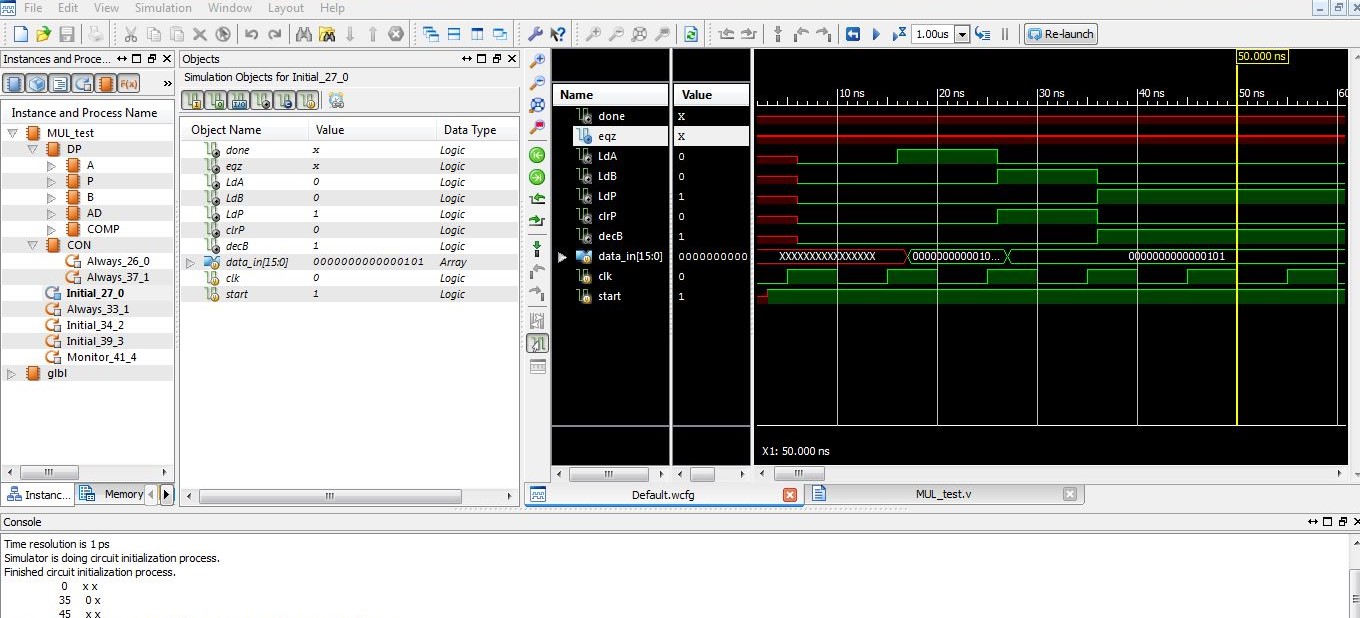 File Edit View Simulation Window Layout Help
1.00us Re-launch
Instances and Proce...
F(x)
»
Instance and Process Name
MUL_test
DP
A
P
B
AD
COMP
CON
Always_26_0
Always_37_1
Initial_27_0
Always_33_1
Initial_34_2
Initial_39_3
Monitor_41_4
glbl
Instanc... Memory
Objects
Simulation Objects for Initial_27_0
Object Name Value Data Type
done x Logic
eqz x Logic
LdA 0 Logic
LdB 0 Logic
LdP 1 Logic
clrP 0 Logic
decB 1 Logic
data_in[15:0] 0000000000000101 Array
clk 0 Logic
start 1 Logic
Name Value
done X
eqz X
LdA 0
LdB 0
LdP 1
clrP 0
decB 1
data_in[15:0] 0000000000
clk 0
start 1
50.000 ns
10 ns 20 ns 30 ns 40 ns 50 ns 60
XXXXXXXXXXXXXXXX 00000000000010... 0000000000000101
X1: 50.000 ns
Default.wcfg MUL_test.v
Console
Time resolution is 1 ps
Simulator is doing circuit initialization process.
Finished circuit initialization process.
0 x x
35 0 x
45 x x